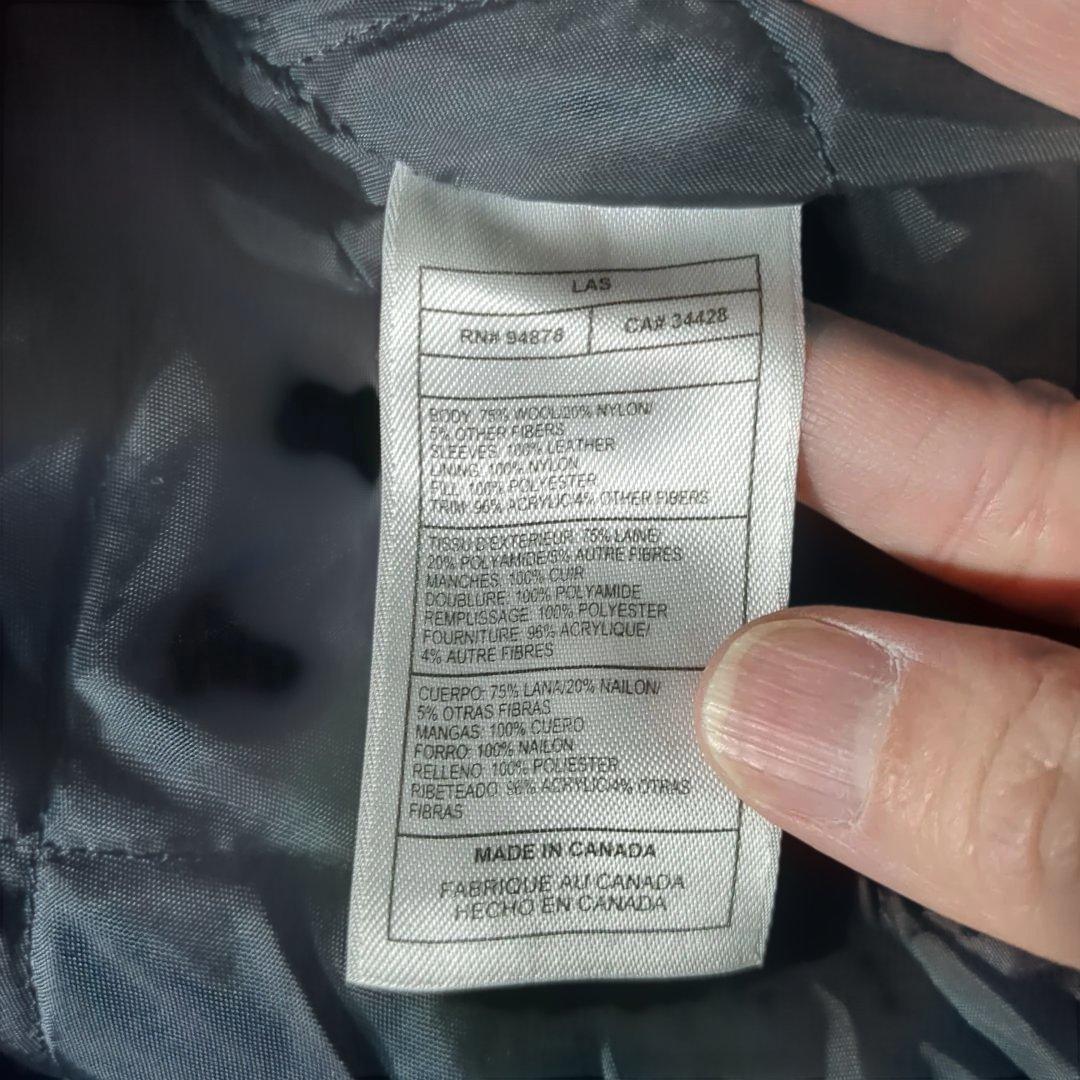 LAS
RN# 94878
CA# 34428
BODY: 75% WOOL/20% NYLON/
5% OTHER FIBERS
SLEEVES: 100% LEATHER
LINING: 100% NYLON
FILL: 100% POLYESTER
TRIM: 96% ACRYLIC/4% OTHER FIBERS
TISSU D'EXTERIEUR: 75% LAINE/
20% POLYAMIDE/5% AUTRE FIBRES
MANCHES: 100% CUIR
DOUBLURE: 100% POLYAMIDE
REMPLISSAGE: 100% POLYESTER
FOURNITURE: 96% ACRYLIQUE/
4% AUTRE FIBRES
CUERPO: 75% LANA/20% NAILON/
5% OTRAS FIBRAS
MANGAS: 100% CUERO
FORRO: 100% NAILON
RELLENO: 100% POLIESTER
RIBETEADO: 96% ACRYLIC/4% OTRAS
FIBRAS
MADE IN CANADA
FABRIQUE AU CANADA
HECHO EN CANADA